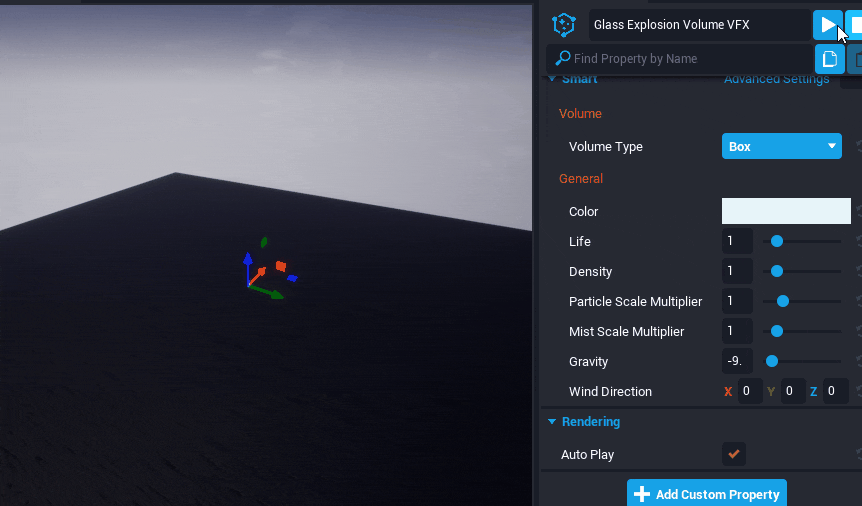 Glass Explosion Volume VFX
Find Property by Name
Smart Advanced Settings
Volume
Volume Type Box
General
Color
Life 1
Density 1
Particle Scale Multiplier 1
Mist Scale Multiplier 1
Gravity -9.
Wind Direction X 0 Y 0 Z 0
Rendering
Auto Play
Add Custom Property